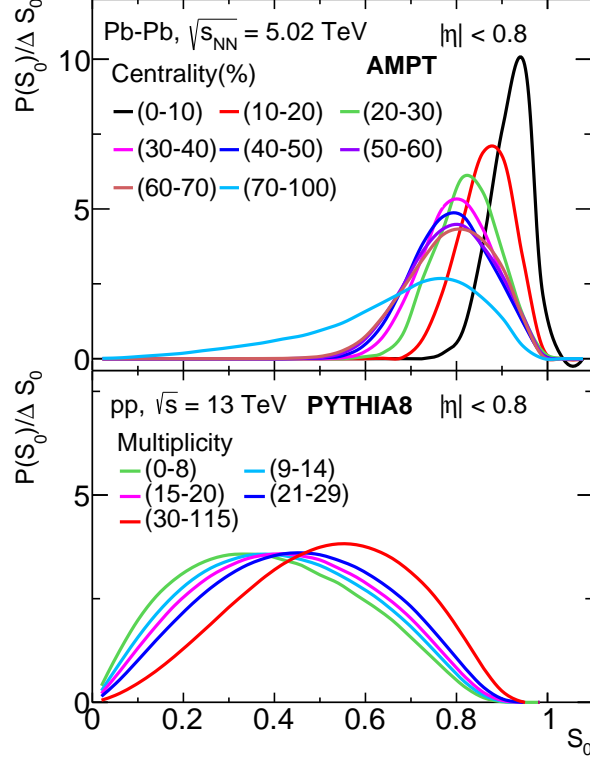 P(S₀)/Δ S₀
Pb-Pb, √s_NN = 5.02 TeV |η| < 0.8
AMPT
Centrality(%)
(0-10) (10-20) (20-30)
(30-40) (40-50) (50-60)
(60-70) (70-100)
10
5
0
P(S₀)/Δ S₀
pp, √s = 13 TeV PYTHIA8 |η| < 0.8
Multiplicity
(0-8) (9-14)
(15-20) (21-29)
(30-115)
5
0
0 0.2 0.4 0.6 0.8 1
S₀